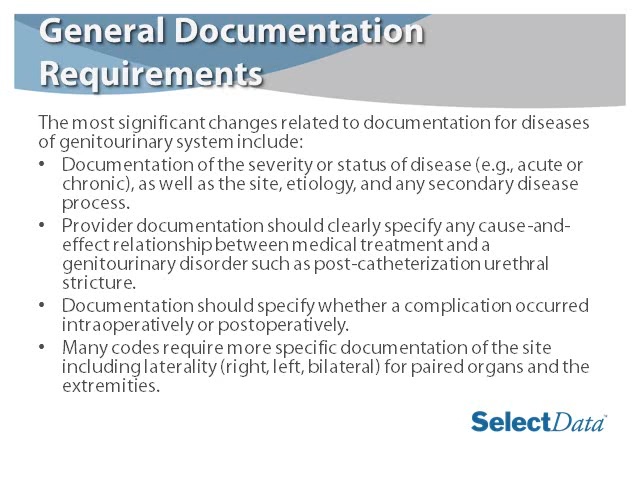 General Documentation
Requirements
The most significant changes related to documentation for diseases
of genitourinary system include:
• Documentation of the severity or status of disease (e.g., acute or
chronic), as well as the site, etiology, and any secondary disease
process.
• Provider documentation should clearly specify any cause-and-
effect relationship between medical treatment and a
genitourinary disorder such as post-catheterization urethral
stricture.
• Documentation should specify whether a complication occurred
intraoperatively or postoperatively.
• Many codes require more specific documentation of the site
including laterality (right, left, bilateral) for paired organs and the
extremities.
SelectData™